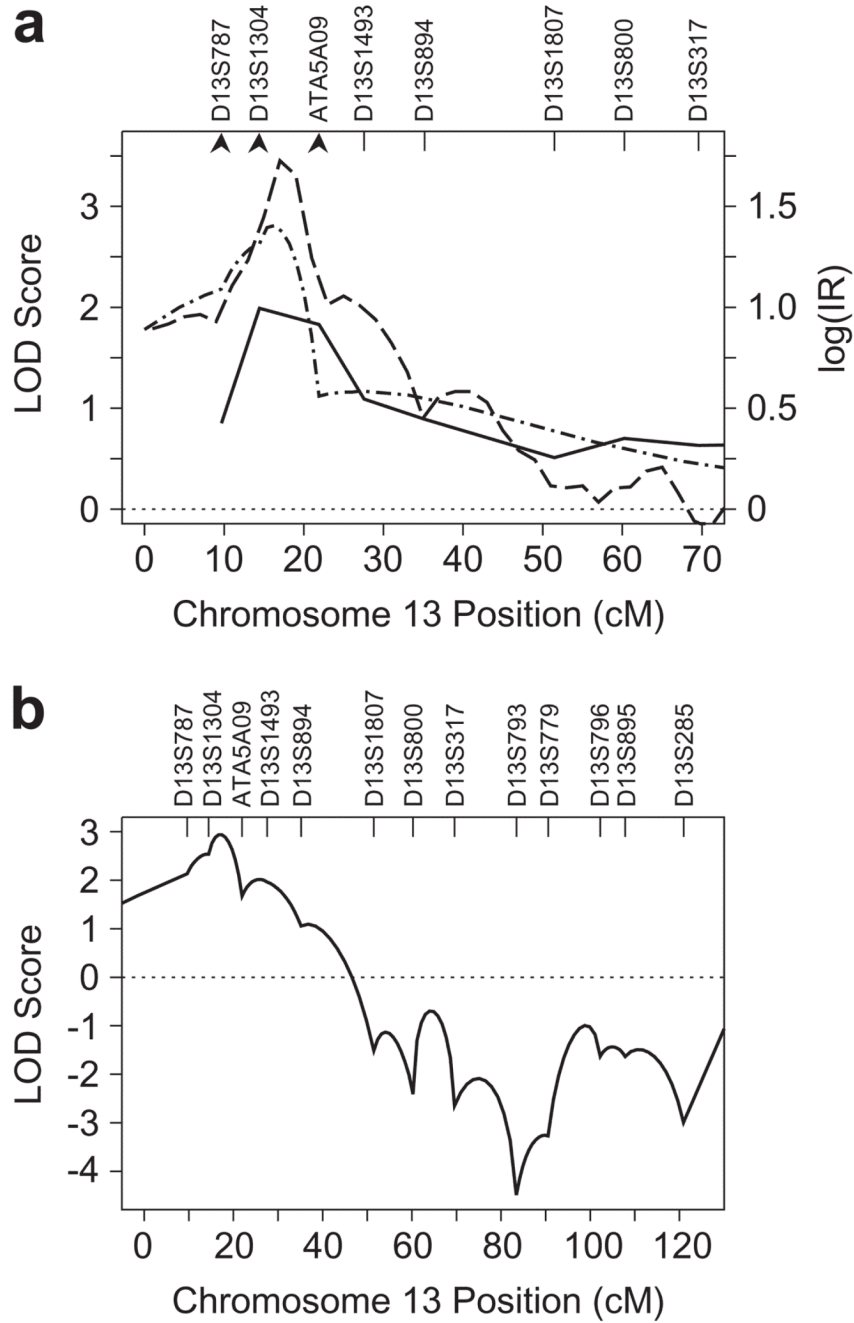 a
D13S787
D13S1304
ATA5A09
D13S1493
D13S894
D13S1807
D13S800
D13S317
LOD Score
3
2
1
0
log(IR)
1.5
1.0
0.5
0
0 10 20 30 40 50 60 70
Chromosome 13 Position (cM)
b
D13S787
D13S1304
ATA5A09
D13S1493
D13S894
D13S1807
D13S800
D13S317
D13S793
D13S779
D13S796
D13S895
D13S285
LOD Score
3
2
1
0
-1
-2
-3
-4
0 20 40 60 80 100 120
Chromosome 13 Position (cM)